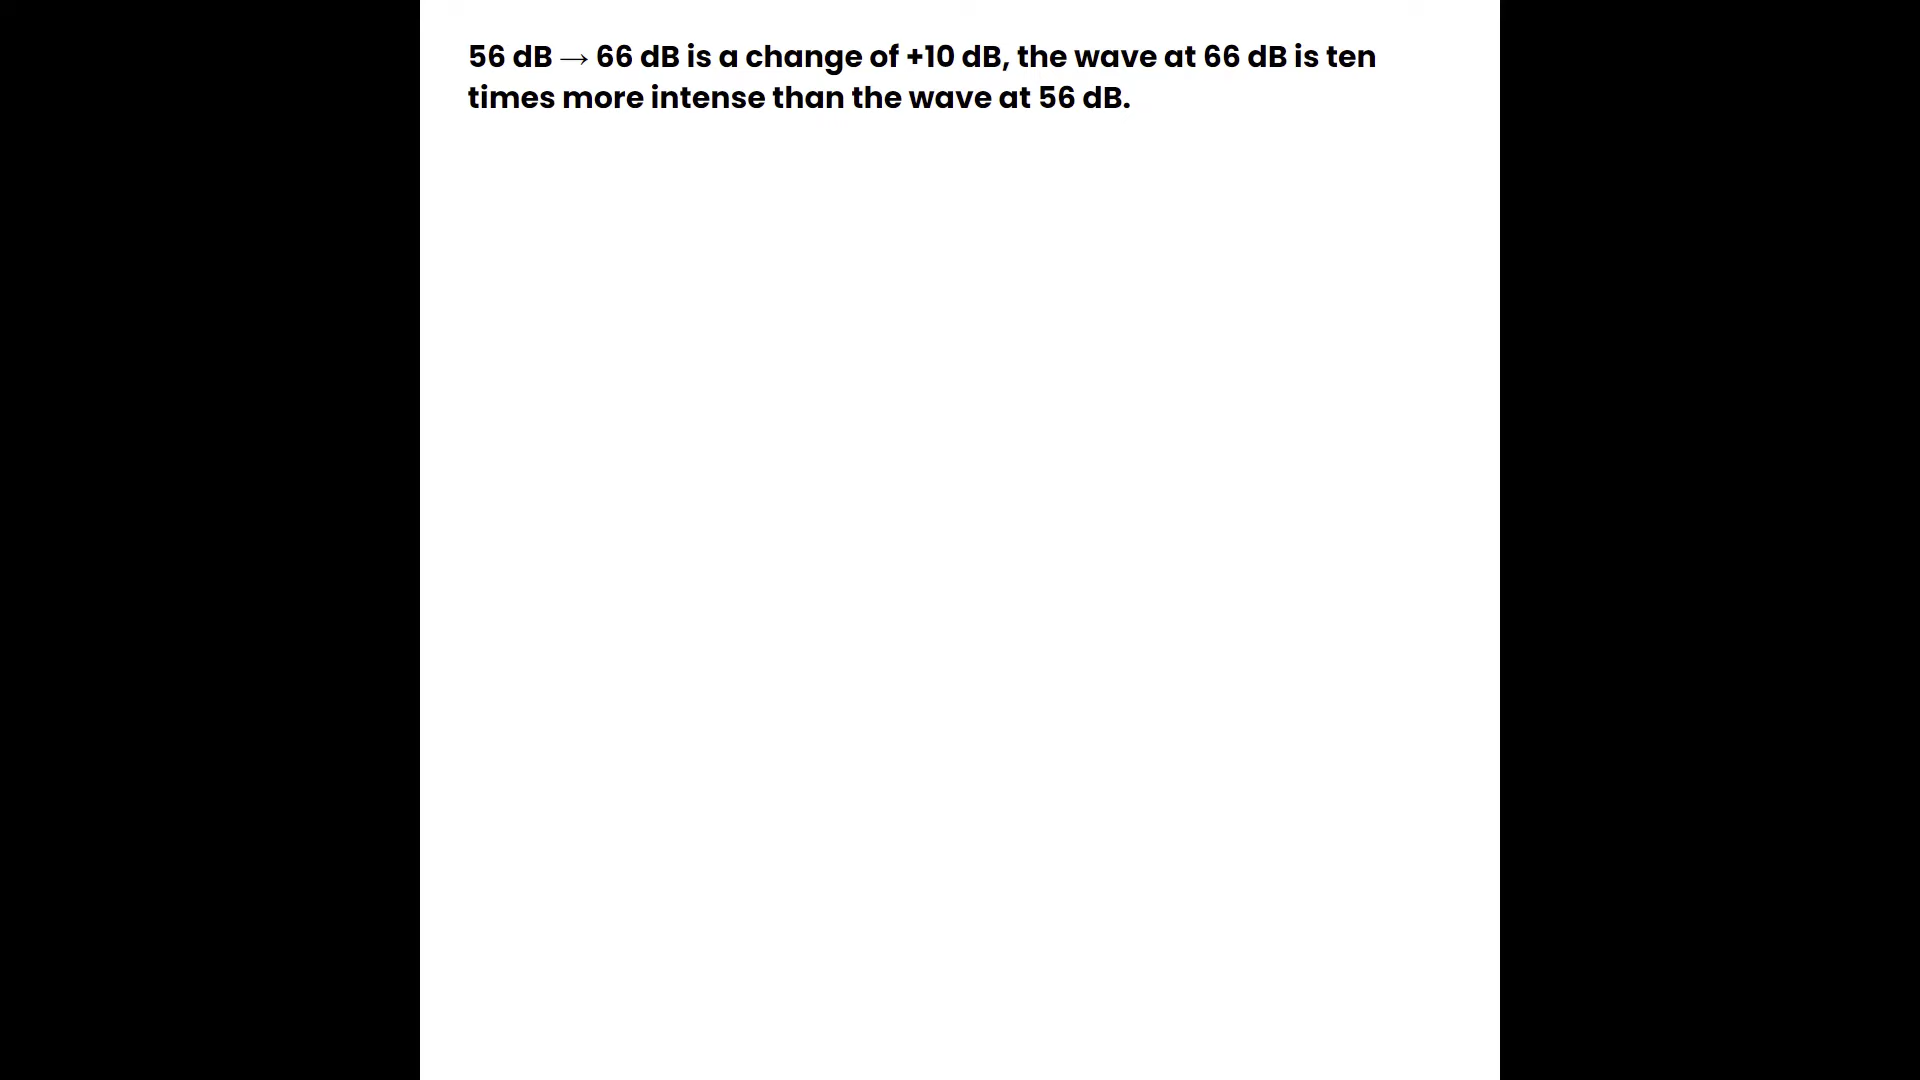 56 dB → 66 dB is a change of +10 dB, the wave at 66 dB is ten
times more intense than the wave at 56 dB.